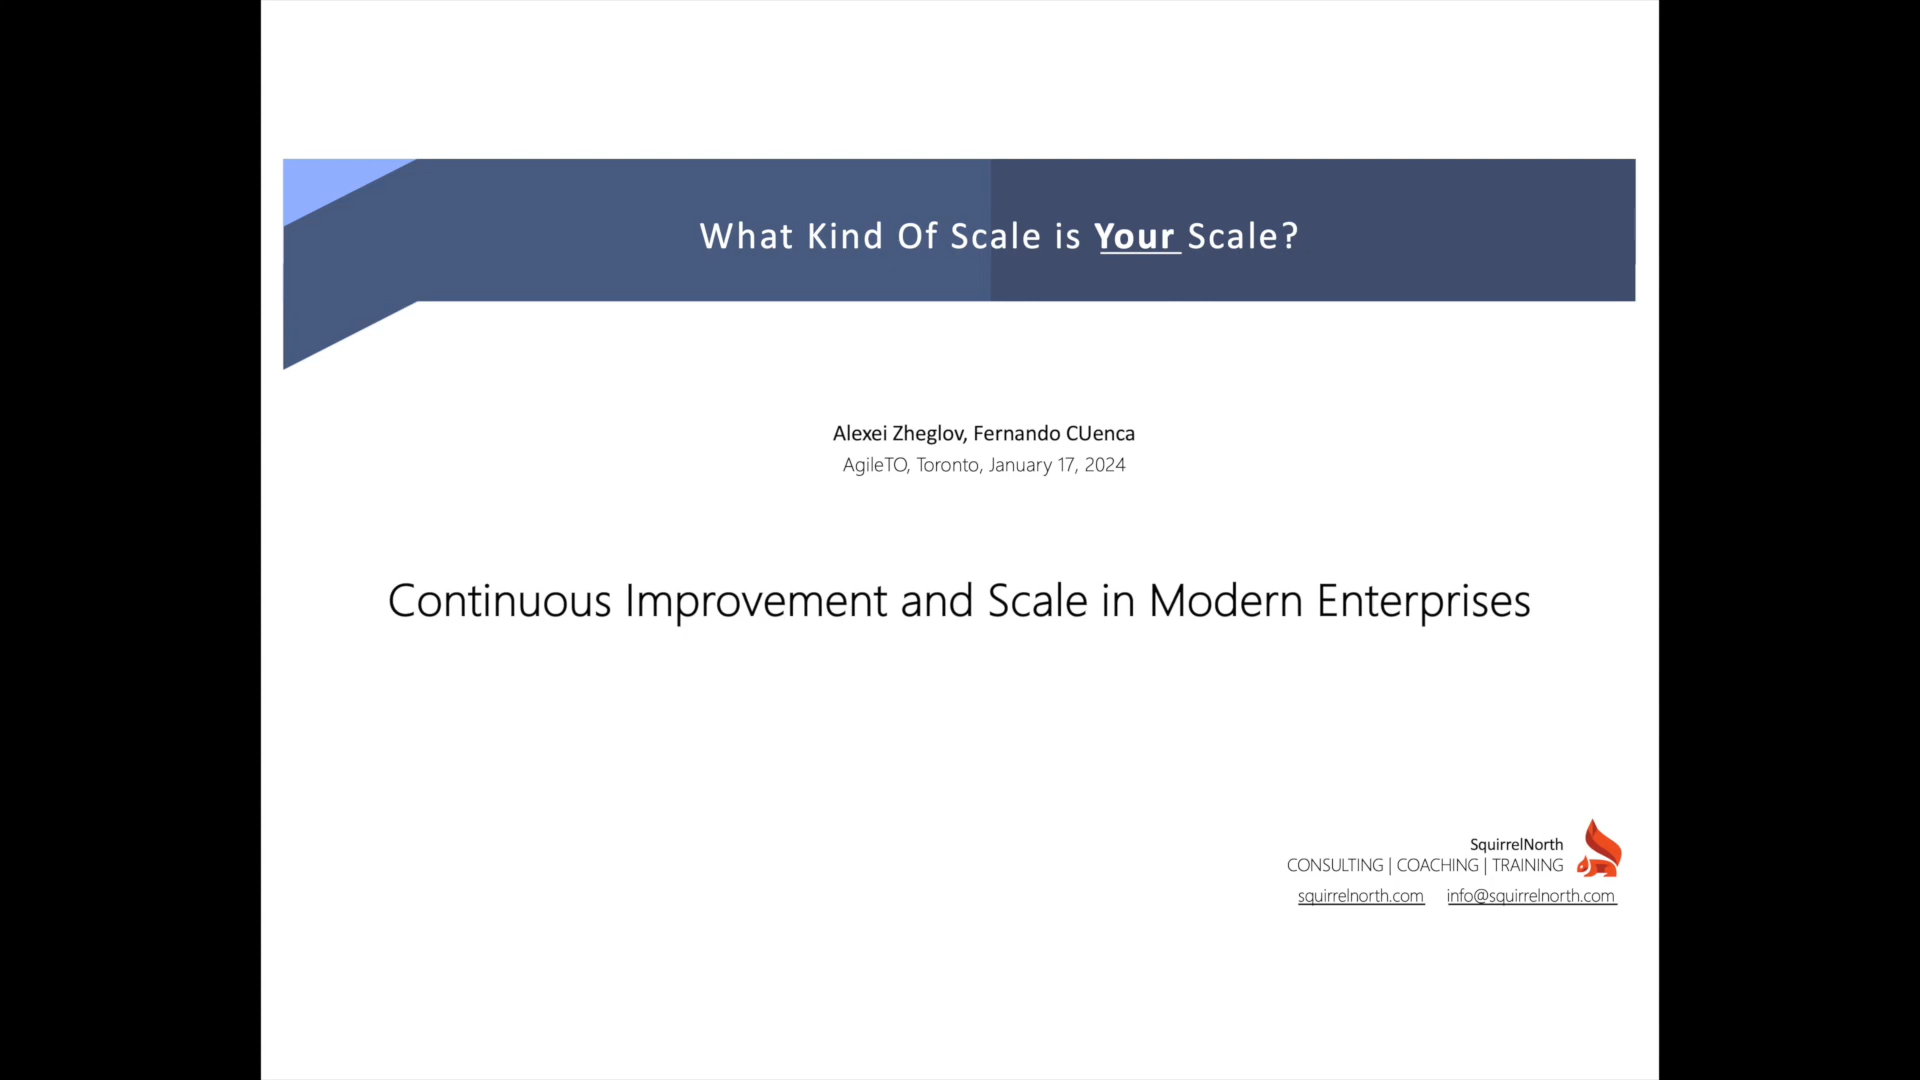 What Kind Of Scale is Your Scale?
Alexei Zheglov, Fernando CUenca
AgileTO, Toronto, January 17, 2024
Continuous Improvement and Scale in Modern Enterprises
SquirrelNorth
CONSULTING | COACHING | TRAINING
squirrelnorth.com info@squirrelnorth.com